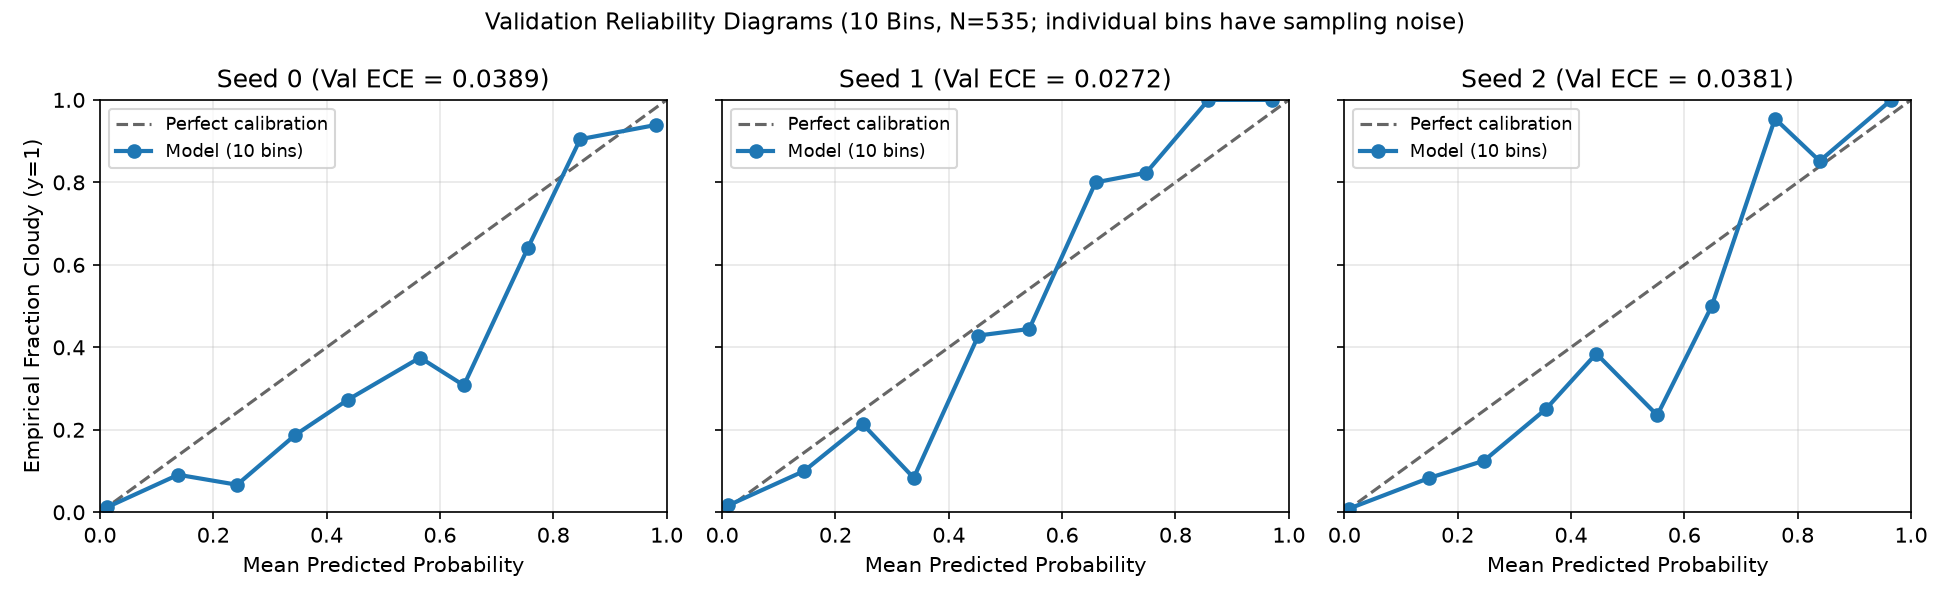 Validation Reliability Diagrams (10 Bins, N=535; individual bins have sampling noise)
Seed 0 (Val ECE = 0.0389)
Perfect calibration
Model (10 bins)
1.0
0.8
0.6
0.4
0.2
0.0
Empirical Fraction Cloudy (y=1)
0.0 0.2 0.4 0.6 0.8 1.0
Mean Predicted Probability
Seed 1 (Val ECE = 0.0272)
Perfect calibration
Model (10 bins)
0.0 0.2 0.4 0.6 0.8 1.0
Mean Predicted Probability
Seed 2 (Val ECE = 0.0381)
Perfect calibration
Model (10 bins)
0.0 0.2 0.4 0.6 0.8 1.0
Mean Predicted Probability